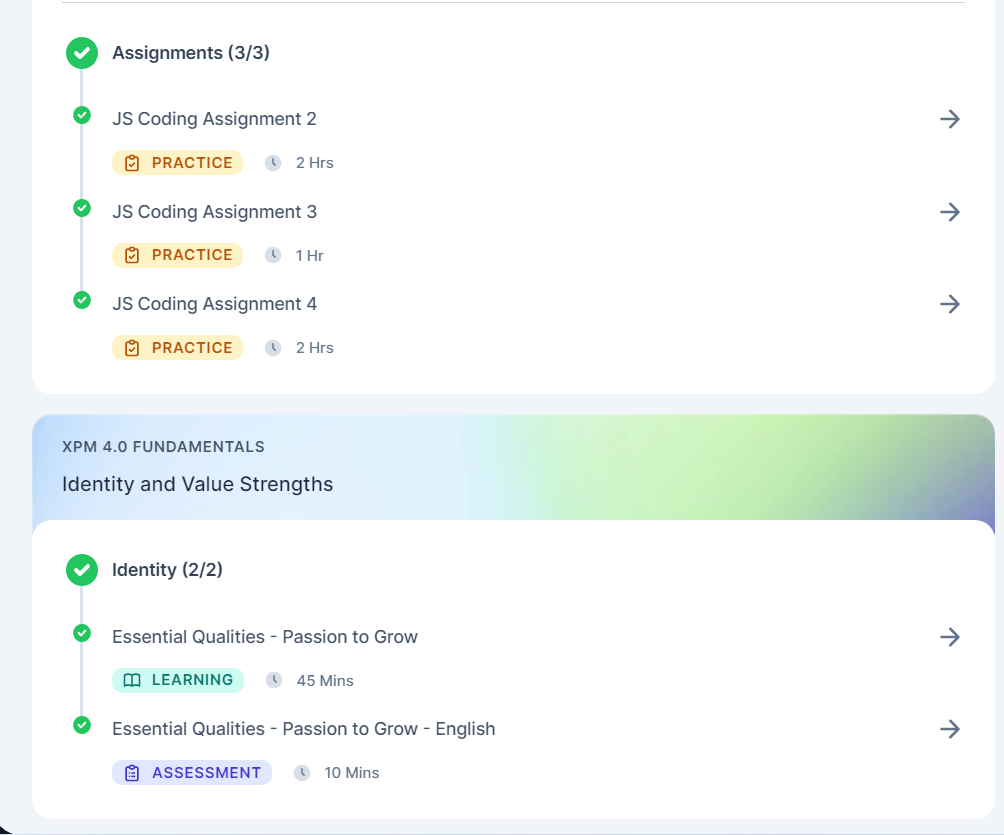 Assignments (3/3)
JS Coding Assignment 2
PRACTICE 2 Hrs
JS Coding Assignment 3
PRACTICE 1 Hr
JS Coding Assignment 4
PRACTICE 2 Hrs
XPM 4.0 FUNDAMENTALS
Identity and Value Strengths
Identity (2/2)
Essential Qualities - Passion to Grow
LEARNING 45 Mins
Essential Qualities - Passion to Grow - English
ASSESSMENT 10 Mins